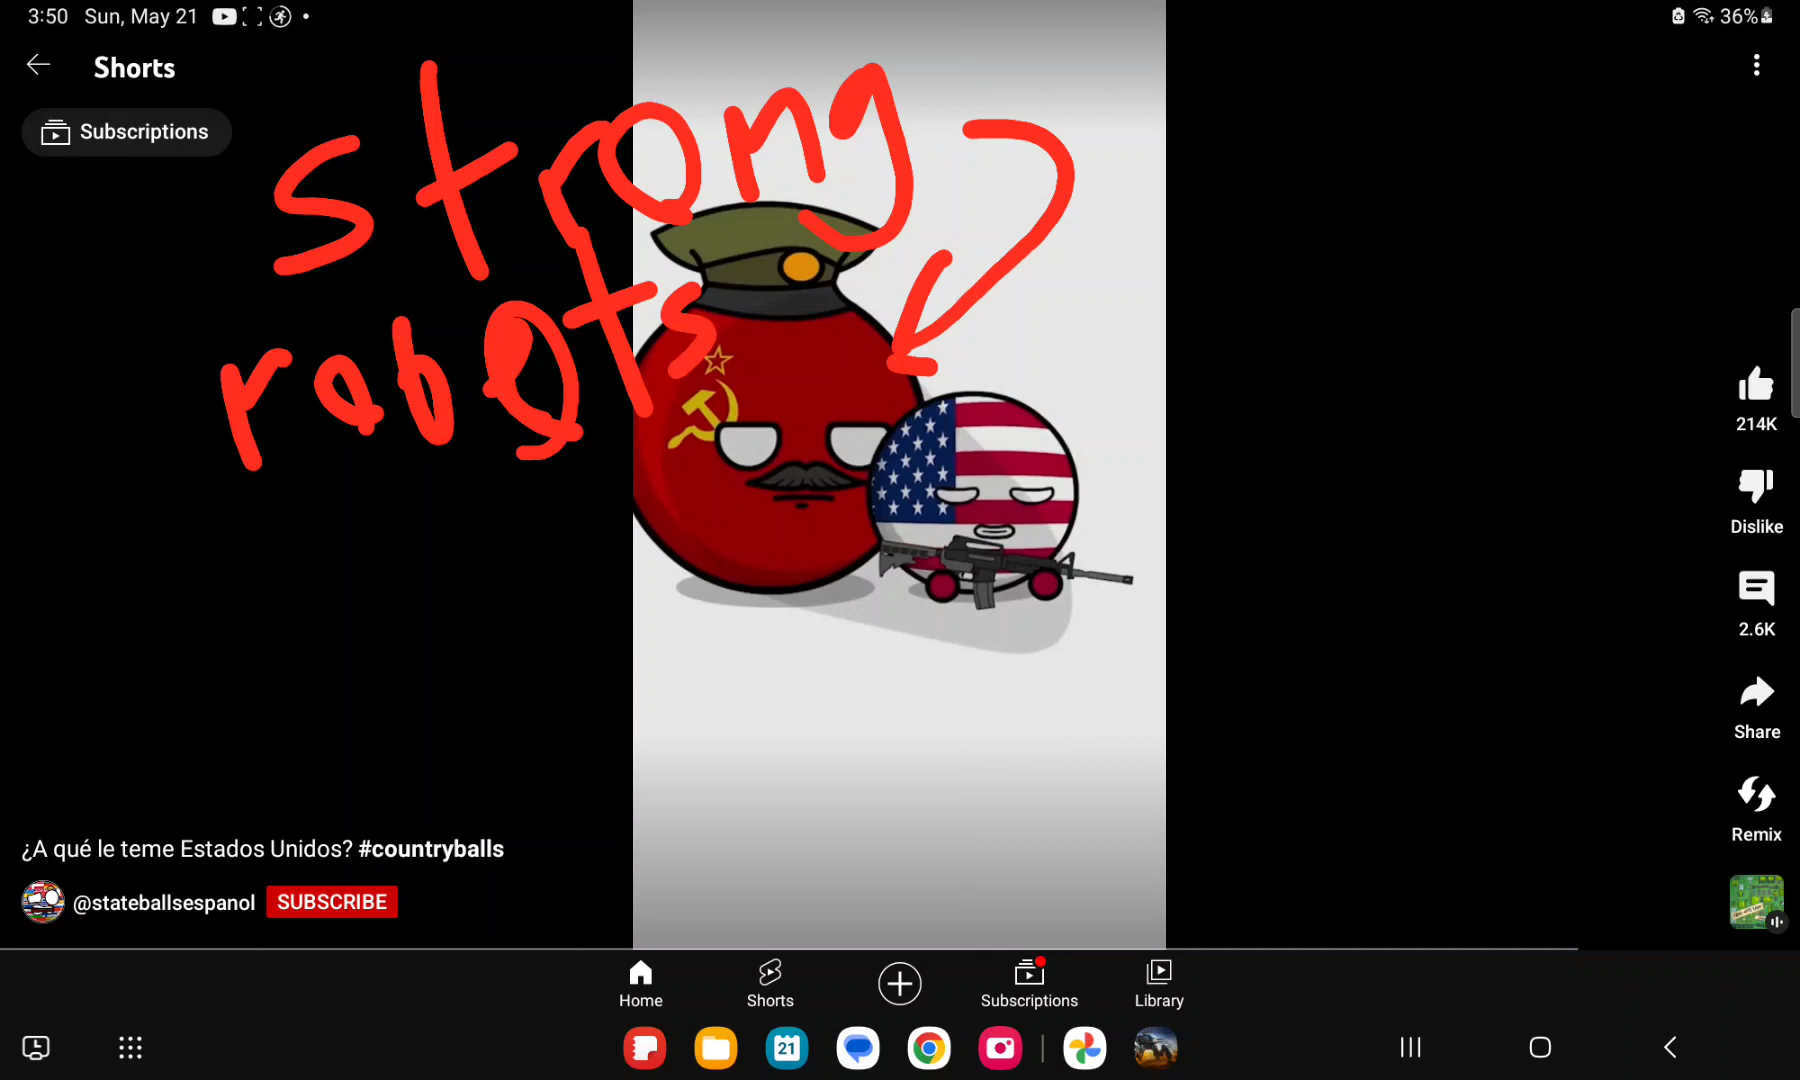 3:50 Sun, May 21
36%
Shorts
Subscriptions
strong
robots
214K
Dislike
2.6K
Share
Remix
¿A qué le teme Estados Unidos? #countryballs
@stateballsespanol SUBSCRIBE
Home Shorts Subscriptions Library
21